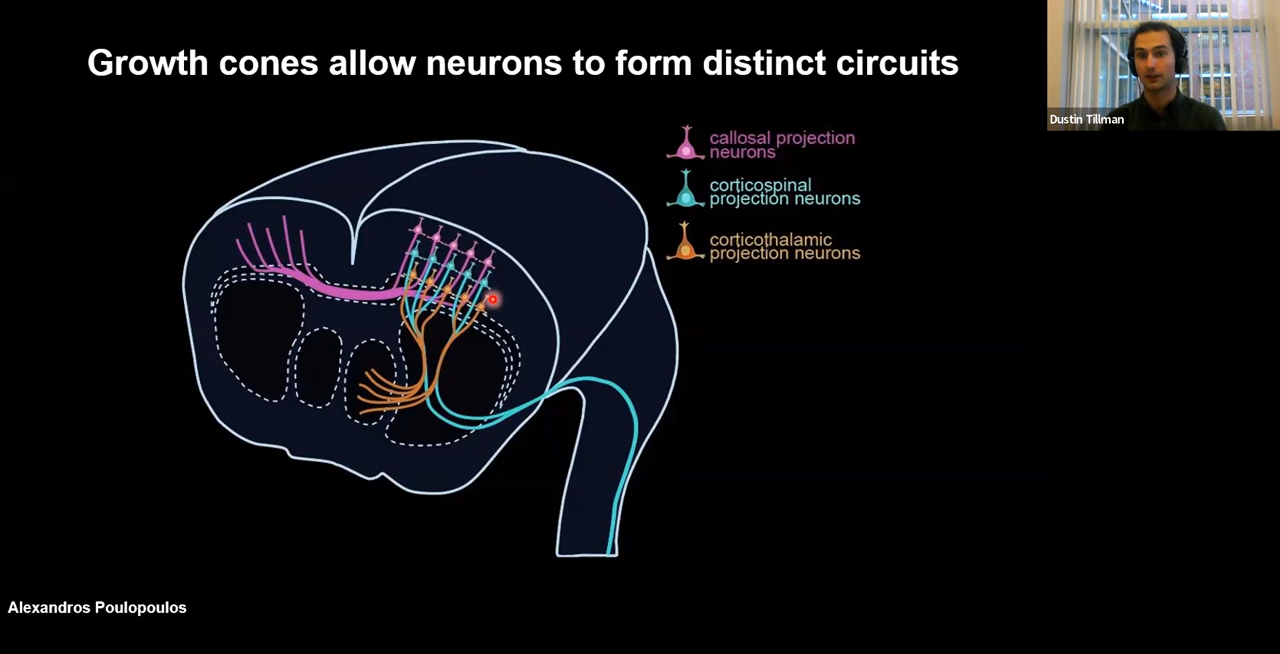 Growth cones allow neurons to form distinct circuits
Dustin Tillman
callosal projection
neurons
corticospinal
projection neurons
corticothalamic
projection neurons
Alexandros Poulopoulos